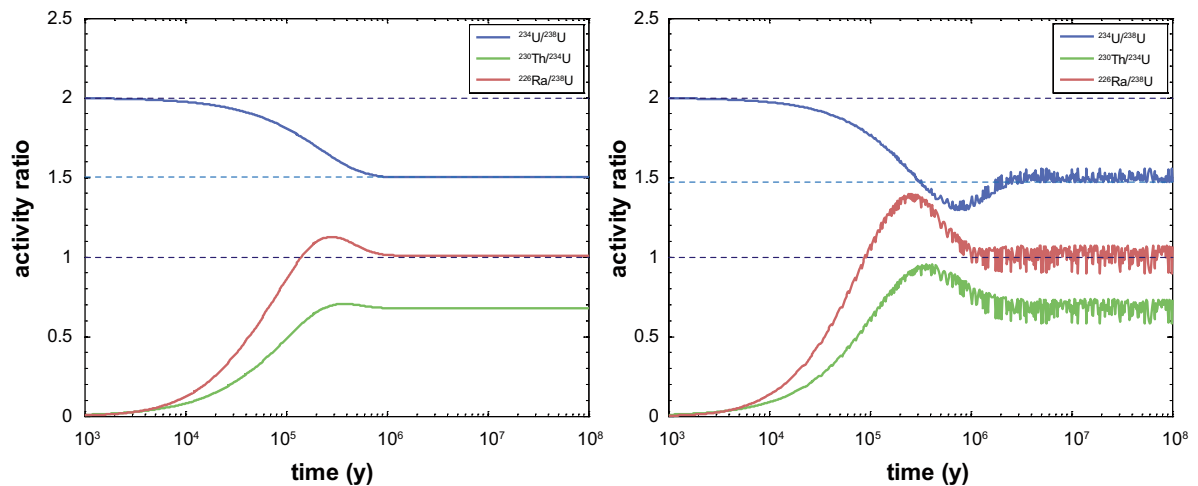 2.5
2
1.5
1
0.5
0
activity ratio
²³⁴U/²³⁸U
²³⁰Th/²³⁴U
²²⁶Ra/²³⁸U
10³ 10⁴ 10⁵ 10⁶ 10⁷ 10⁸
time (y)
2.5
2
1.5
1
0.5
0
activity ratio
²³⁴U/²³⁸U
²³⁰Th/²³⁴U
²²⁶Ra/²³⁸U
10³ 10⁴ 10⁵ 10⁶ 10⁷ 10⁸
time (y)